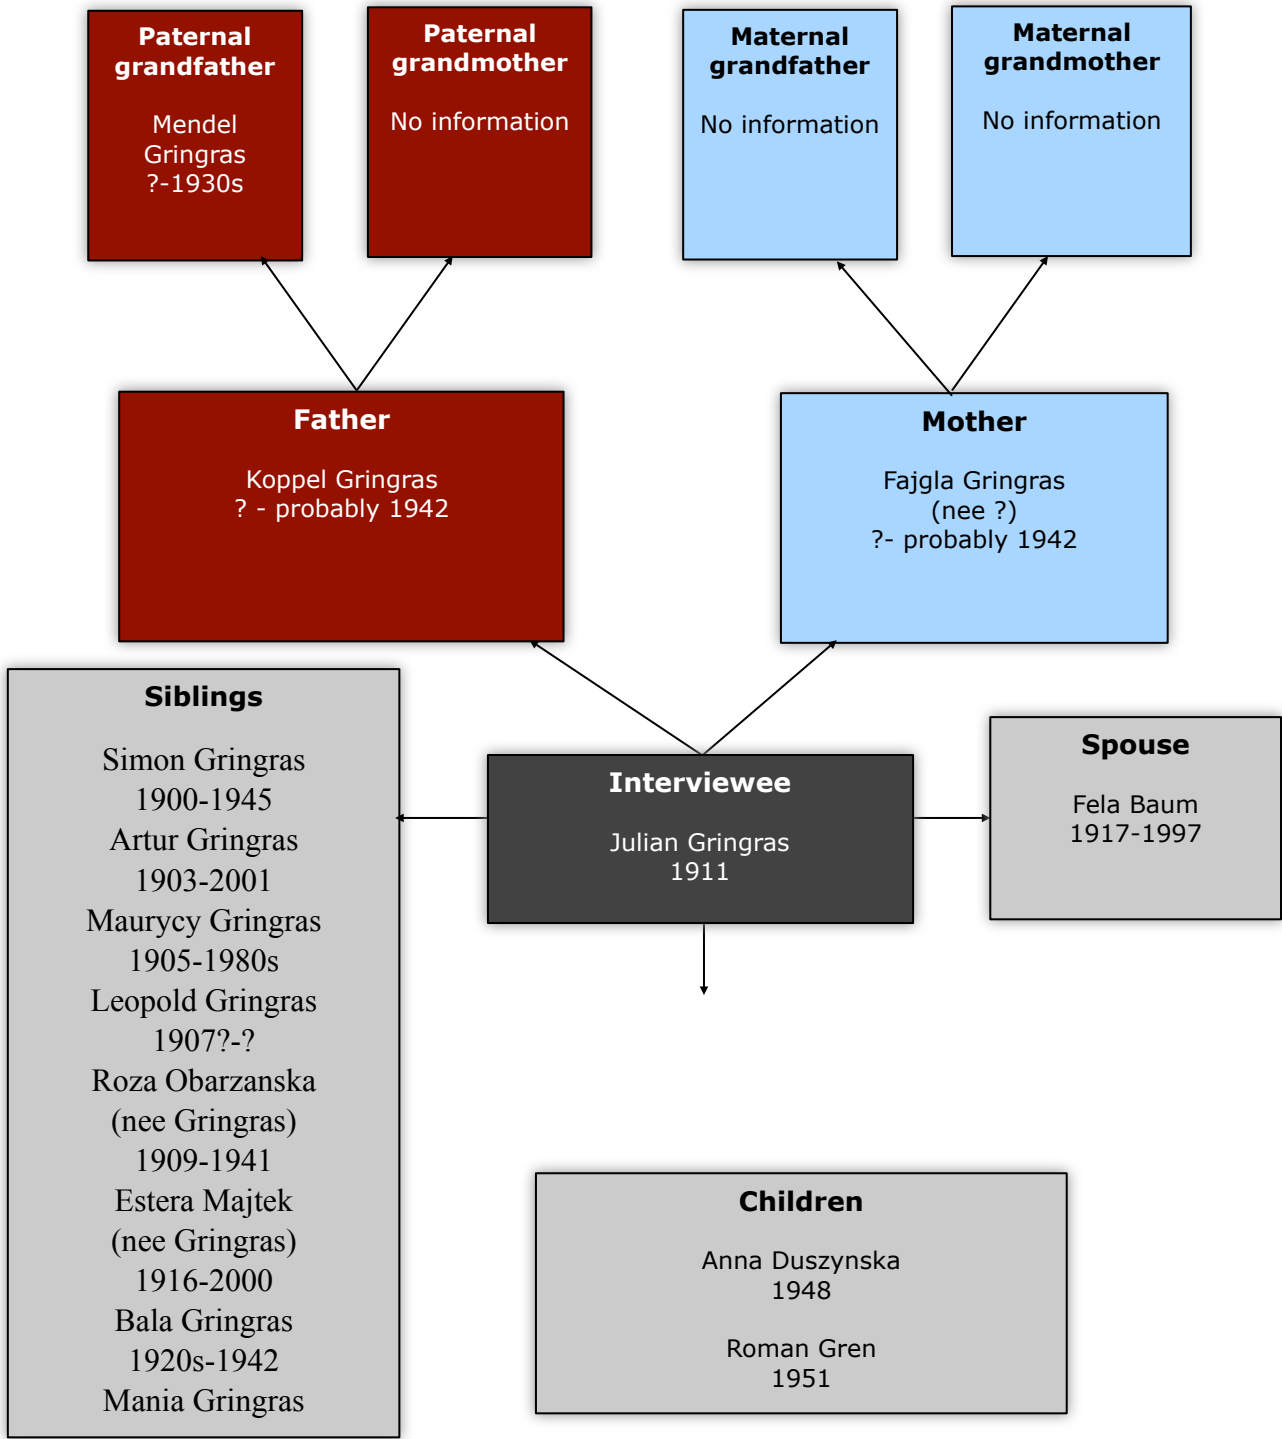 Paternal
grandfather
Mendel
Gringras
?-1930s
Paternal
grandmother
No information
Maternal
grandfather
No information
Maternal
grandmother
No information
Father
Koppel Gringras
? - probably 1942
Mother
Fajgla Gringras
(nee ?)
?- probably 1942
Siblings
Simon Gringras
1900-1945
Artur Gringras
1903-2001
Maurycy Gringras
1905-1980s
Leopold Gringras
1907?-?
Roza Obarzanska
(nee Gringras)
1909-1941
Estera Majtek
(nee Gringras)
1916-2000
Bala Gringras
1920s-1942
Mania Gringras
Interviewee
Julian Gringras
1911
Spouse
Fela Baum
1917-1997
Children
Anna Duszynska
1948
Roman Gren
1951